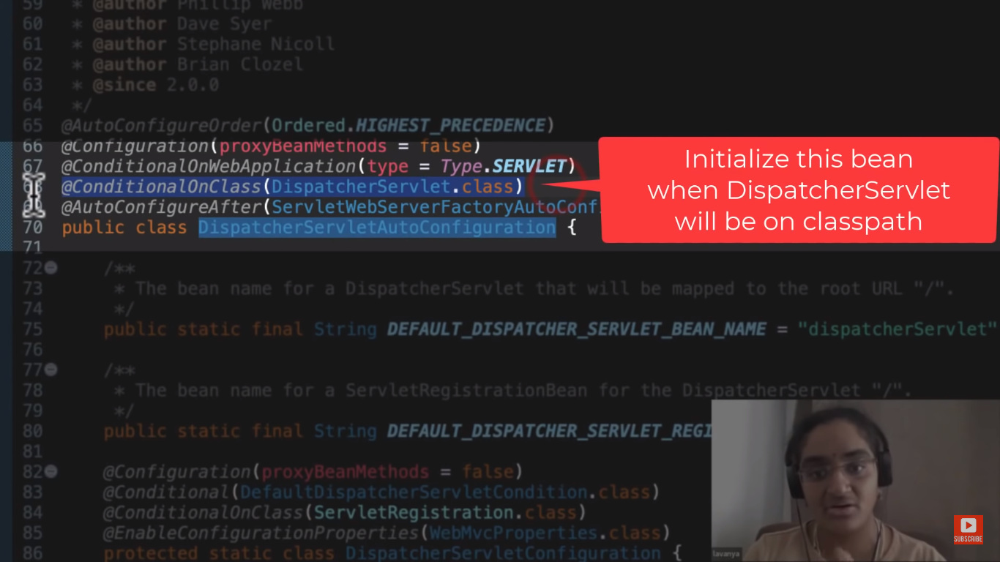 59 * @author Phillip Webb
60 * @author Dave Syer
61 * @author Stephane Nicoll
62 * @author Brian Clozel
63 * @since 2.0.0
64 */
65 @AutoConfigureOrder(Ordered.HIGHEST_PRECEDENCE)
66 @Configuration(proxyBeanMethods = false)
67 @ConditionalOnWebApplication(type = Type.SERVLET)
@ConditionalOnClass(DispatcherServlet.class)
@AutoConfigureAfter(ServletWebServerFactoryAutoConf
70 public class DispatcherServletAutoConfiguration {
71
Initialize this bean
when DispatcherServlet
will be on classpath
72 /**
73 * The bean name for a DispatcherServlet that will be mapped to the root URL "/".
74 */
75 public static final String DEFAULT_DISPATCHER_SERVLET_BEAN_NAME = "dispatcherServlet"
76
77 /**
78 * The bean name for a ServletRegistrationBean for the DispatcherServlet "/".
79 */
80 public static final String DEFAULT_DISPATCHER_SERVLET_REGI
81
82 @Configuration(proxyBeanMethods = false)
83 @Conditional(DefaultDispatcherServletCondition.class)
84 @ConditionalOnClass(ServletRegistration.class)
85 @EnableConfigurationProperties(WebMvcProperties.class)
86 protected static class DispatcherServletConfiguration {
lavanya
SUBSCRIBE